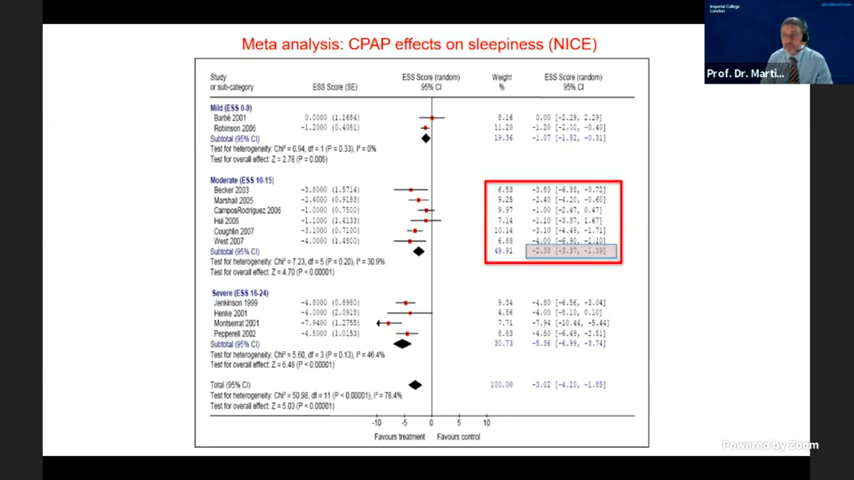 Imperial College
London
Prof. Dr. Marti...
Meta analysis: CPAP effects on sleepiness (NICE)
Study ESS Score (random) Weight ESS Score (random)
or sub-category ESS Score (SE) 95% CI % 95% CI
Mild (ESS 0-9)
Barbé 2001 0.0000 (1.1684) 8.16 0.00 [-2.29, 2.29]
Robinson 2006 -1.2000 (0.4081) 11.20 -1.20 [-2.00, -0.40]
Subtotal (95% CI) 19.36 -1.07 [-1.82, -0.31]
Test for heterogeneity: Chi² = 0.94, df = 1 (P = 0.33), I² = 0%
Test for overall effect: Z = 2.78 (P = 0.006)
Moderate (ESS 10-15)
Becker 2003 -3.8000 (1.5714) 6.53 -3.80 [-6.88, -0.72]
Marshall 2005 -2.4000 (0.9183) 9.25 -2.40 [-4.20, -0.60]
CamposRodriguez 2006 -1.0000 (0.7500) 9.97 -1.00 [-2.47, 0.47]
Hui 2006 -1.1000 (1.4133) 7.14 -1.10 [-3.87, 1.67]
Coughlin 2007 -3.1000 (0.7100) 10.14 -3.10 [-4.49, -1.71]
West 2007 -4.0000 (1.4800) 6.88 -4.00 [-6.90, -1.10]
Subtotal (95% CI) 49.91 -2.38 [-3.37, -1.39]
Test for heterogeneity: Chi² = 7.23, df = 5 (P = 0.20), I² = 30.9%
Test for overall effect: Z = 4.70 (P < 0.00001)
Severe (ESS 16-24)
Jenkinson 1999 -4.8000 (0.8980) 9.34 -4.80 [-6.56, -3.04]
Henke 2001 -4.0000 (2.0918) 4.86 -4.00 [-8.10, 0.10]
Montserrat 2001 -7.9400 (1.2755) 7.71 -7.94 [-10.44, -5.44]
Pepperell 2002 -4.5000 (1.0153) 8.83 -4.50 [-6.49, -2.51]
Subtotal (95% CI) 30.73 -5.36 [-6.99, -3.74]
Test for heterogeneity: Chi² = 5.60, df = 3 (P = 0.13), I² = 46.4%
Test for overall effect: Z = 6.46 (P < 0.00001)
Total (95% CI) 100.00 -3.02 [-4.20, -1.85]
Test for heterogeneity: Chi² = 50.98, df = 11 (P < 0.00001), I² = 78.4%
Test for overall effect: Z = 5.03 (P < 0.00001)
-10 -5 0 5 10
Favours treatment Favours control
Powered by Zoom